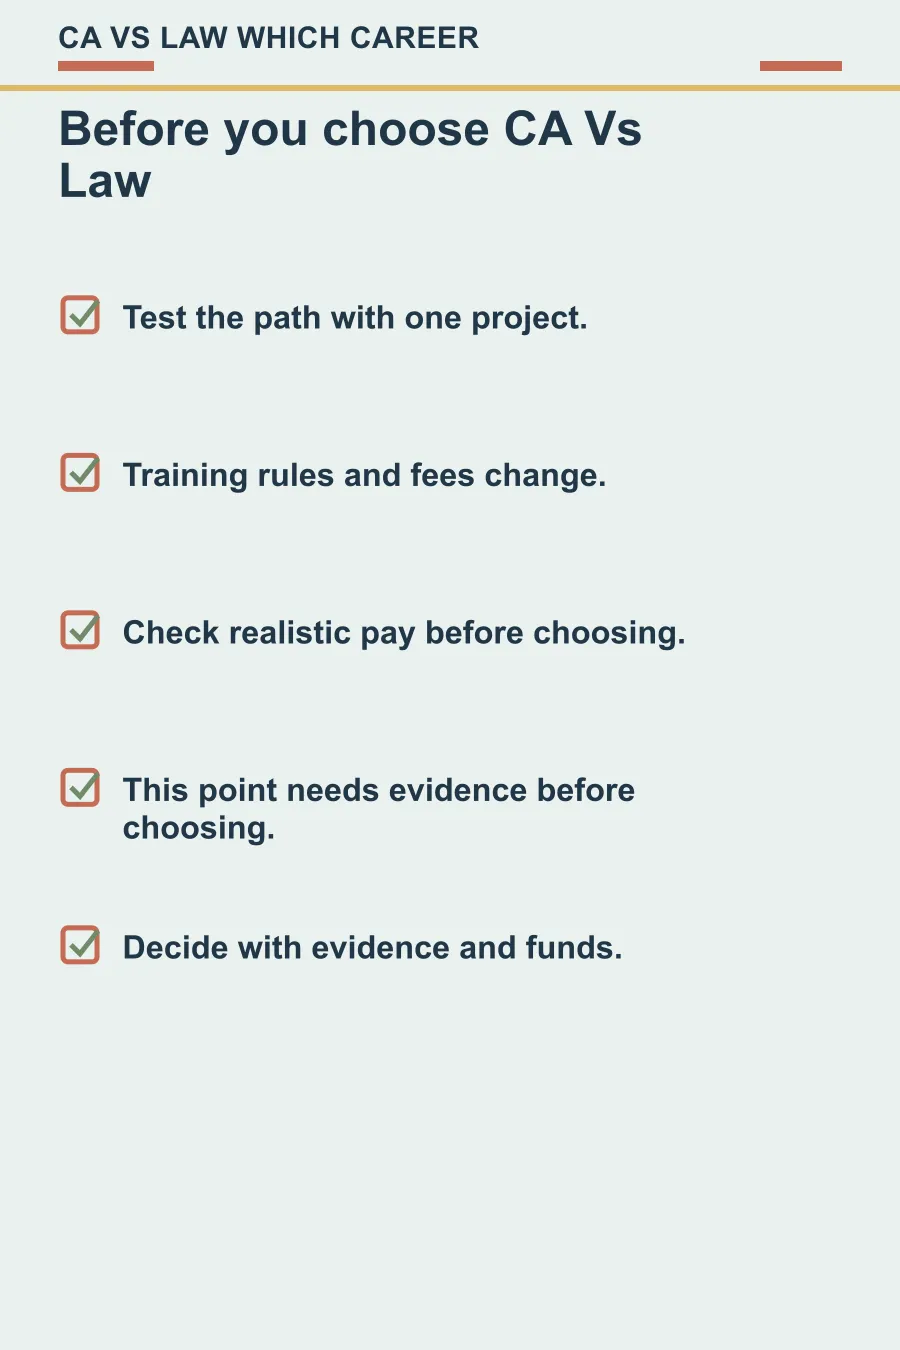 CA VS LAW WHICH CAREER
Before you choose CA Vs
Law
Test the path with one project.
Training rules and fees change.
Check realistic pay before choosing.
This point needs evidence before
choosing.
Decide with evidence and funds.